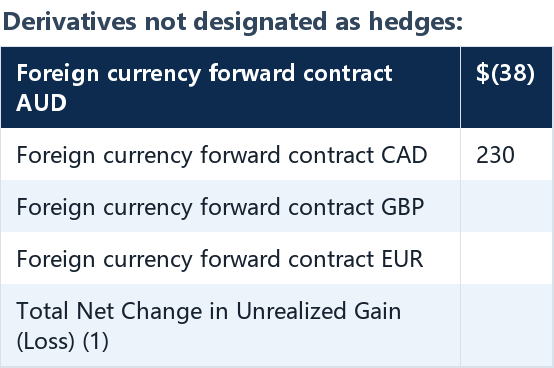 Derivatives not designated as hedges:
Foreign currency forward contract $(38)
AUD
Foreign currency forward contract CAD 230
Foreign currency forward contract GBP
Foreign currency forward contract EUR
Total Net Change in Unrealized Gain
(Loss) (1)